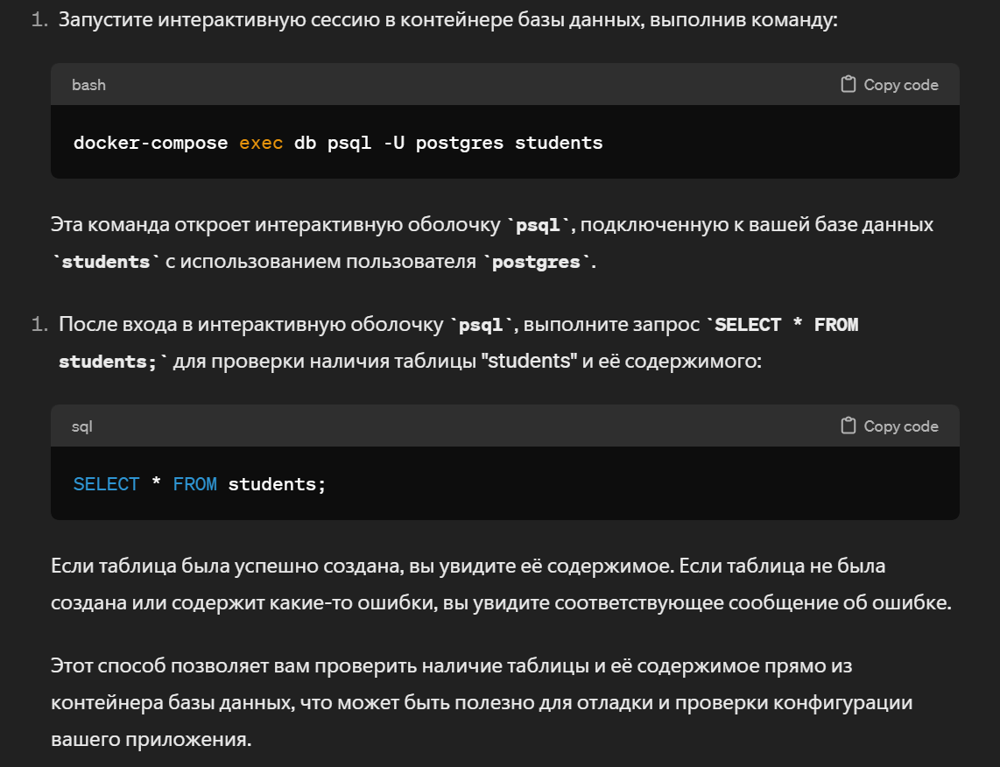 1. Запустите интерактивную сессию в контейнере базы данных, выполнив команду:
bash Copy code
docker-compose exec db psql -U postgres students
Эта команда откроет интерактивную оболочку `psql`, подключенную к вашей базе данных
`students` с использованием пользователя `postgres`.
1. После входа в интерактивную оболочку `psql`, выполните запрос `SELECT * FROM
students;` для проверки наличия таблицы "students" и её содержимого:
sql Copy code
SELECT * FROM students;
Если таблица была успешно создана, вы увидите её содержимое. Если таблица не была
создана или содержит какие-то ошибки, вы увидите соответствующее сообщение об ошибке.
Этот способ позволяет вам проверить наличие таблицы и её содержимое прямо из
контейнера базы данных, что может быть полезно для отладки и проверки конфигурации
вашего приложения.